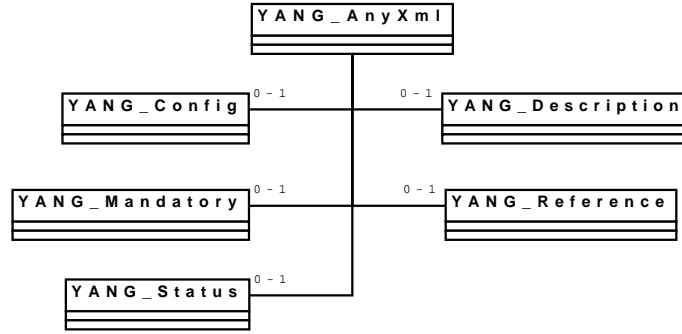 YANG_AnyXml
0-1
0-1
YANG_Config
YANG_Description
0-1
0-1
YANG_Mandatory
YANG_Reference
0-1
YANG_Status